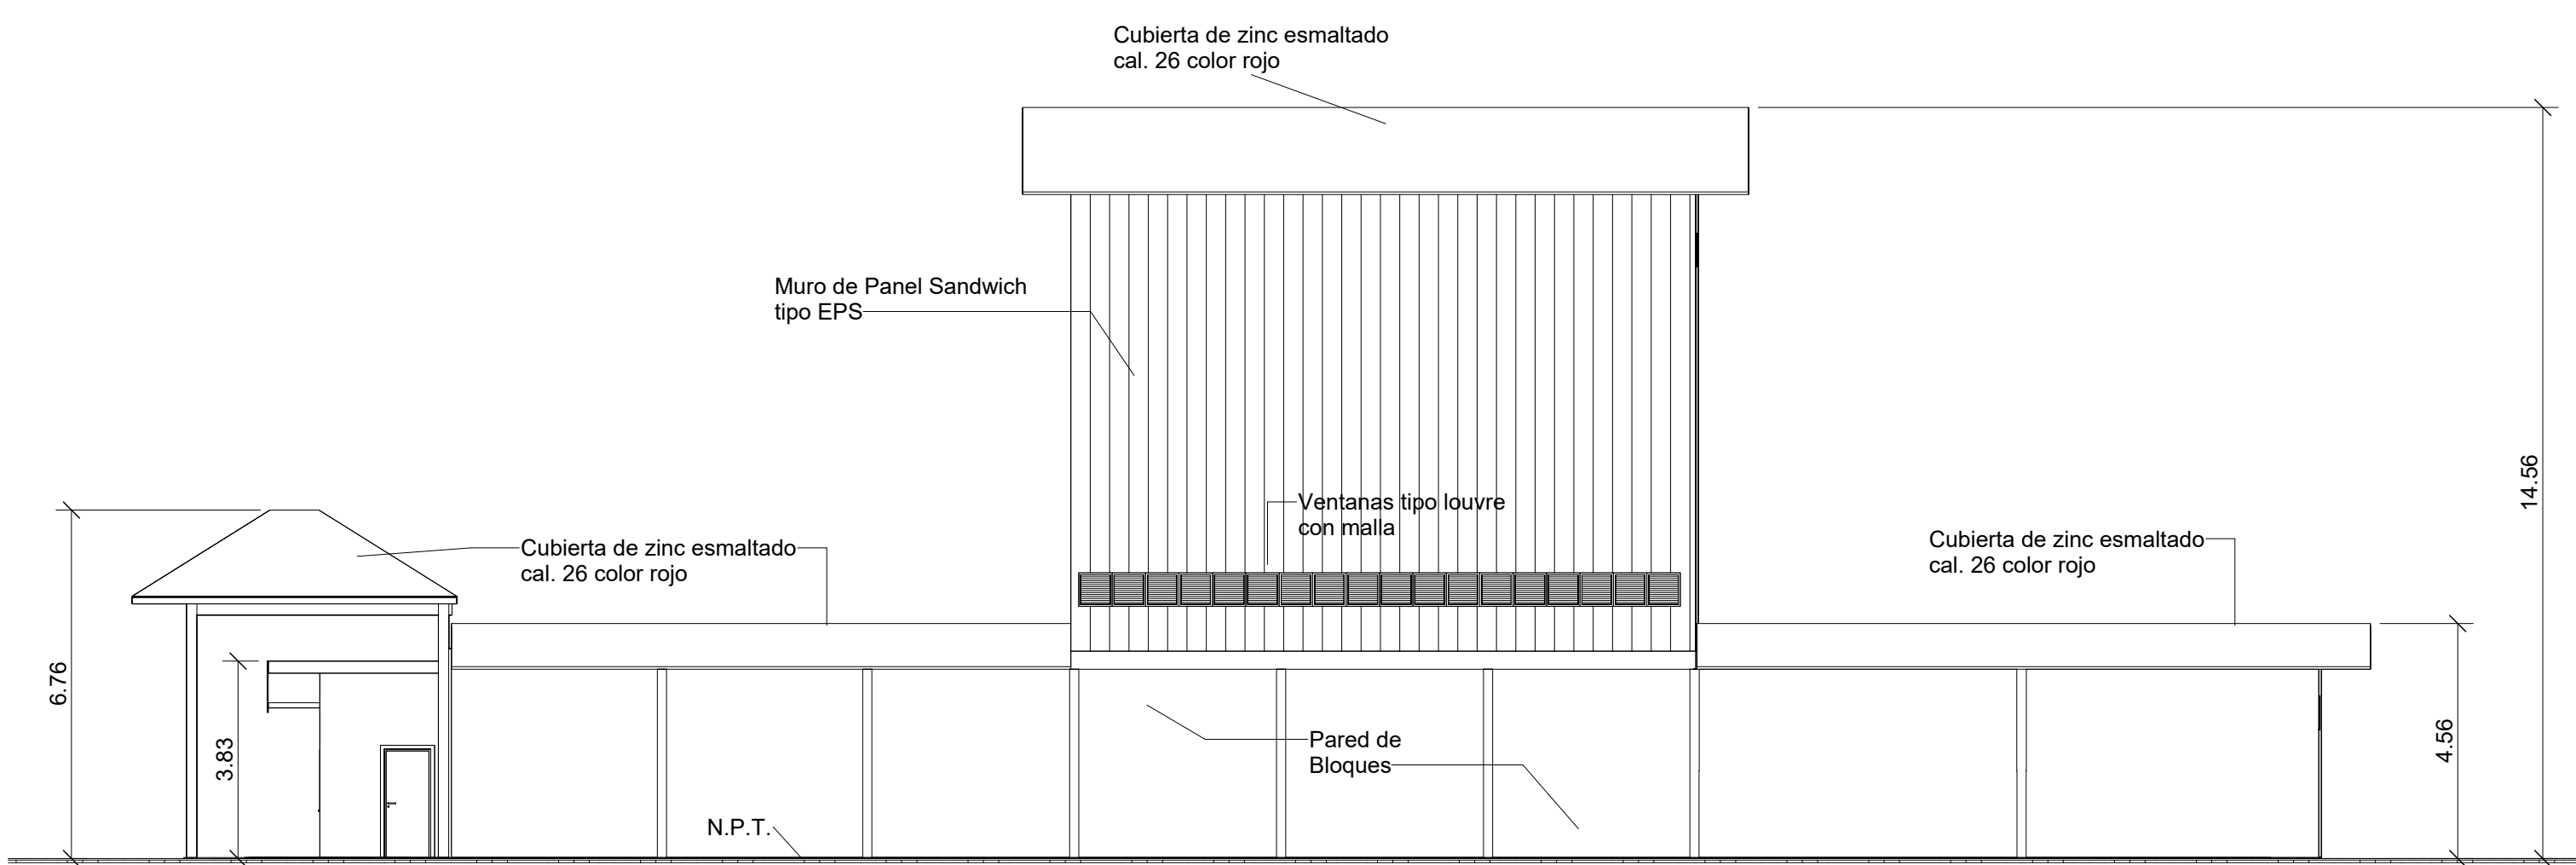 Cubierta de zinc esmaltado
cal. 26 color rojo
Muro de Panel Sandwich
tipo EPS
14.56
Ventanas tipo louvre
con malla
Cubierta de zinc esmaltado
cal. 26 color rojo
Cubierta de zinc esmaltado
cal. 26 color rojo
6.76
3.83
4.56
Pared de
Bloques
N.P.T.